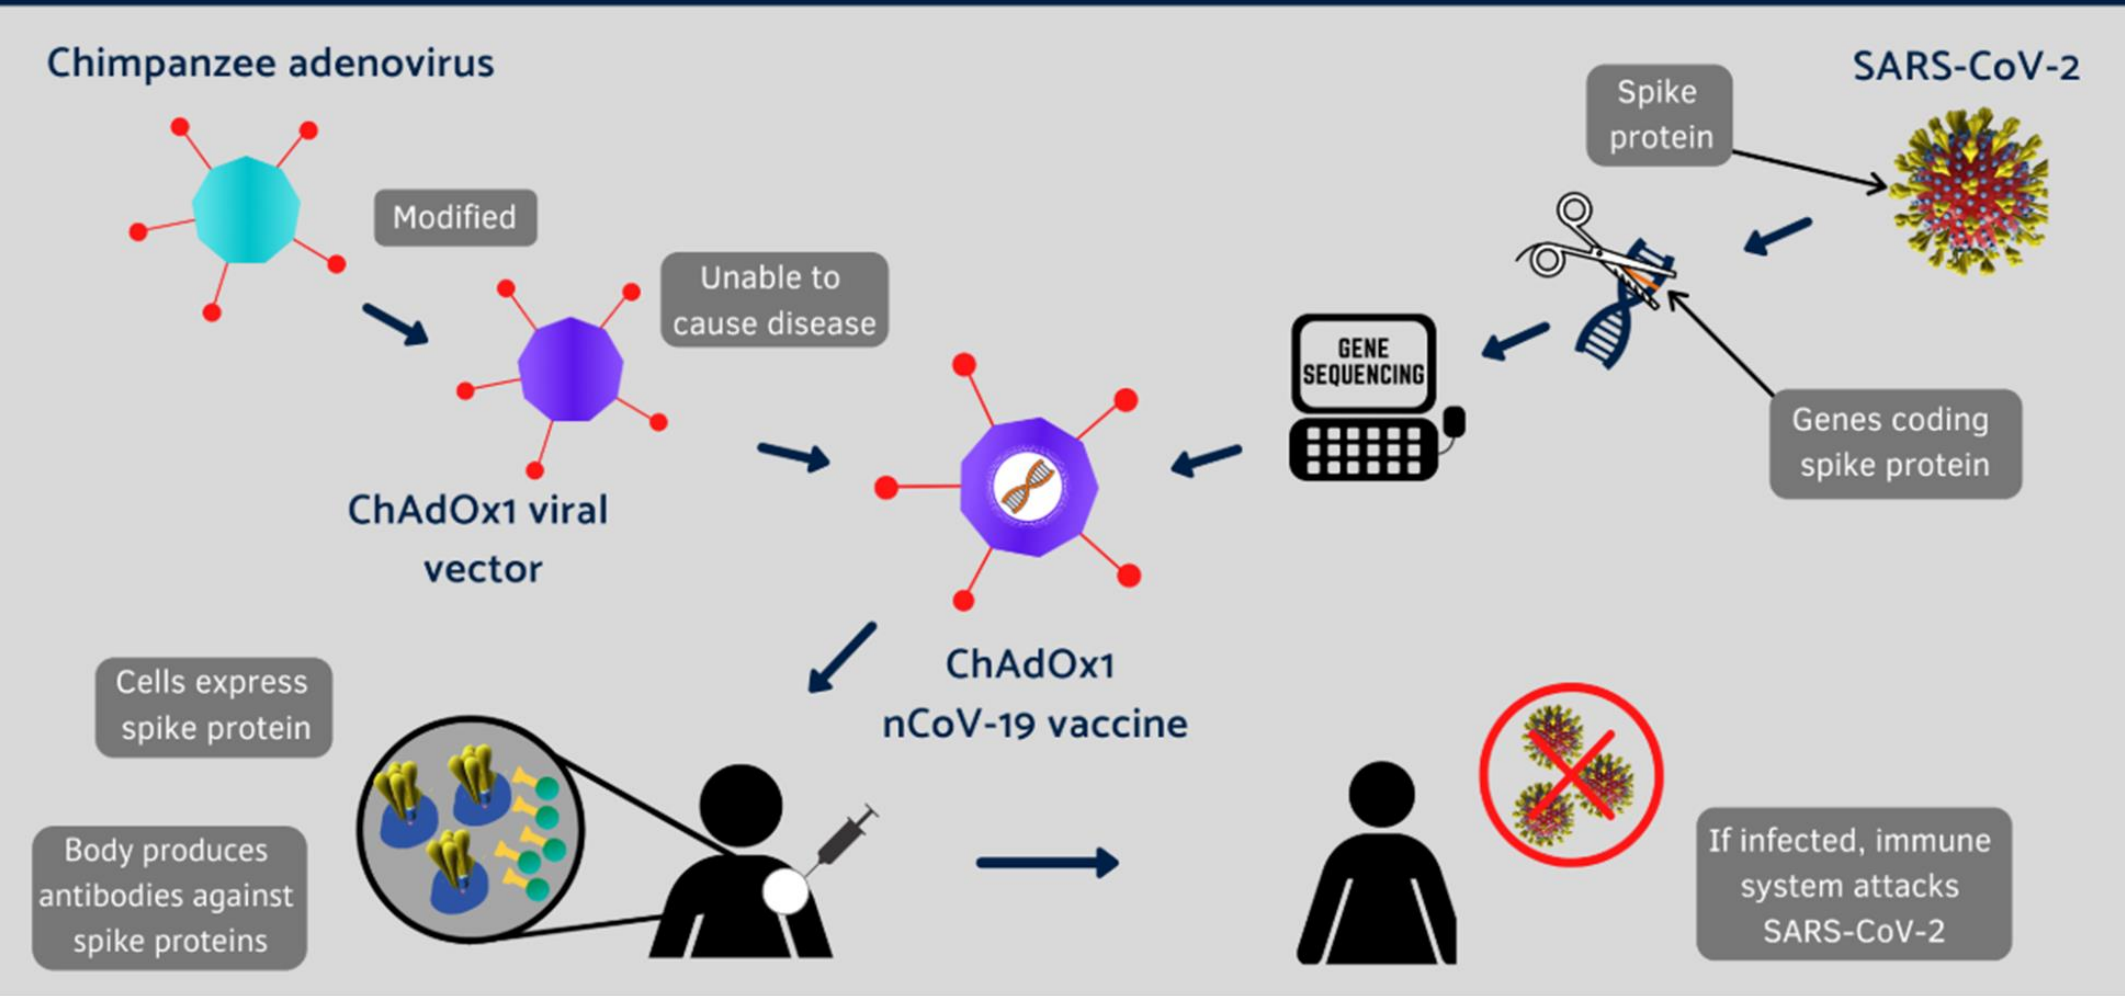 Chimpanzee adenovirus
SARS-CoV-2
Spike
protein
Modified
Unable to
cause disease
GENE
SEQUENCING
Genes coding
spike protein
ChAdOx1 viral
vector
ChAdOx1
nCoV-19 vaccine
Cells express
spike protein
Body produces
antibodies against
spike proteins
If infected, immune
system attacks
SARS-CoV-2